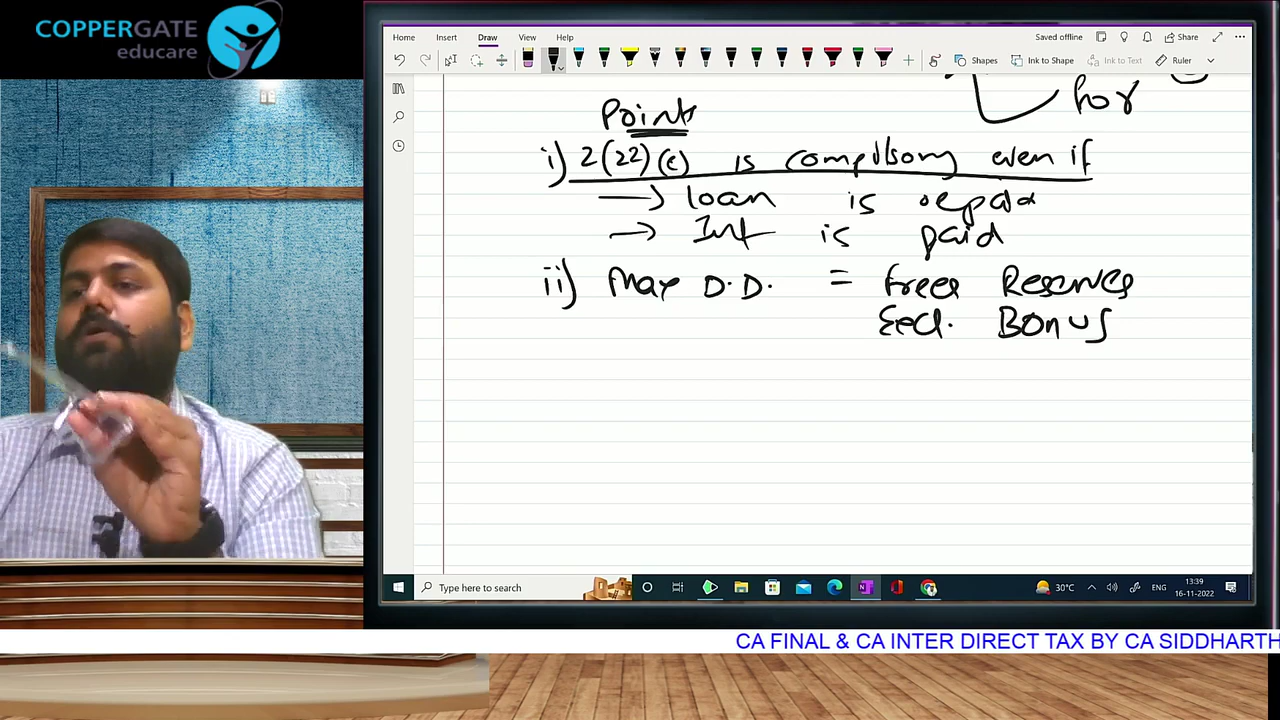 COPPERGATE
educare
Home Insert Draw View Help
Saved offline
Share
Shapes
Ink to Shape
Ink to Text
Ruler
for
Points
i) 2(22)(e) is compulsory even if
→ loan is repaid
→ Int is paid
ii) Max D.D. = Free Reserves
Excl. Bonus
Type here to search
30°C
ENG
13:39
16-11-2022
CA FINAL & CA INTER DIRECT TAX BY CA SIDDHARTH